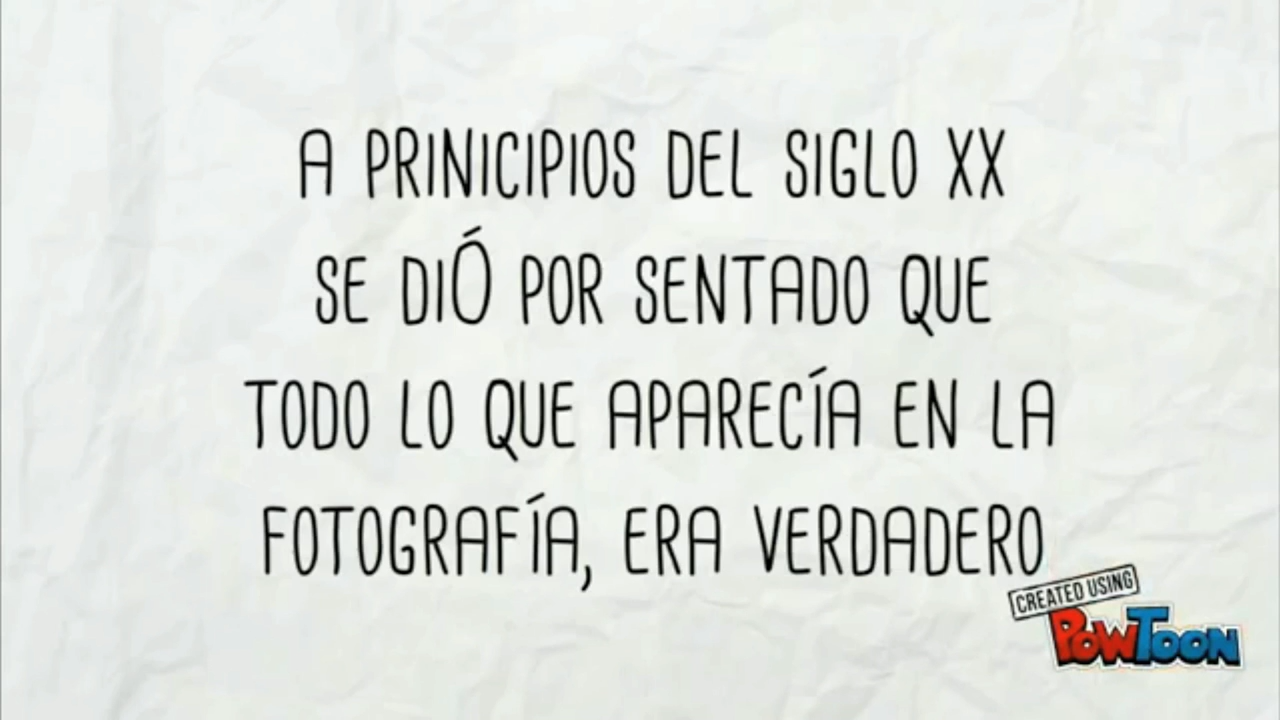 A PRINICIPIOS DEL SIGLO XX
SE DIÓ POR SENTADO QUE
TODO LO QUE APARECÍA EN LA
FOTOGRAFÍA, ERA VERDADERO
CREATED USING
POWTOON